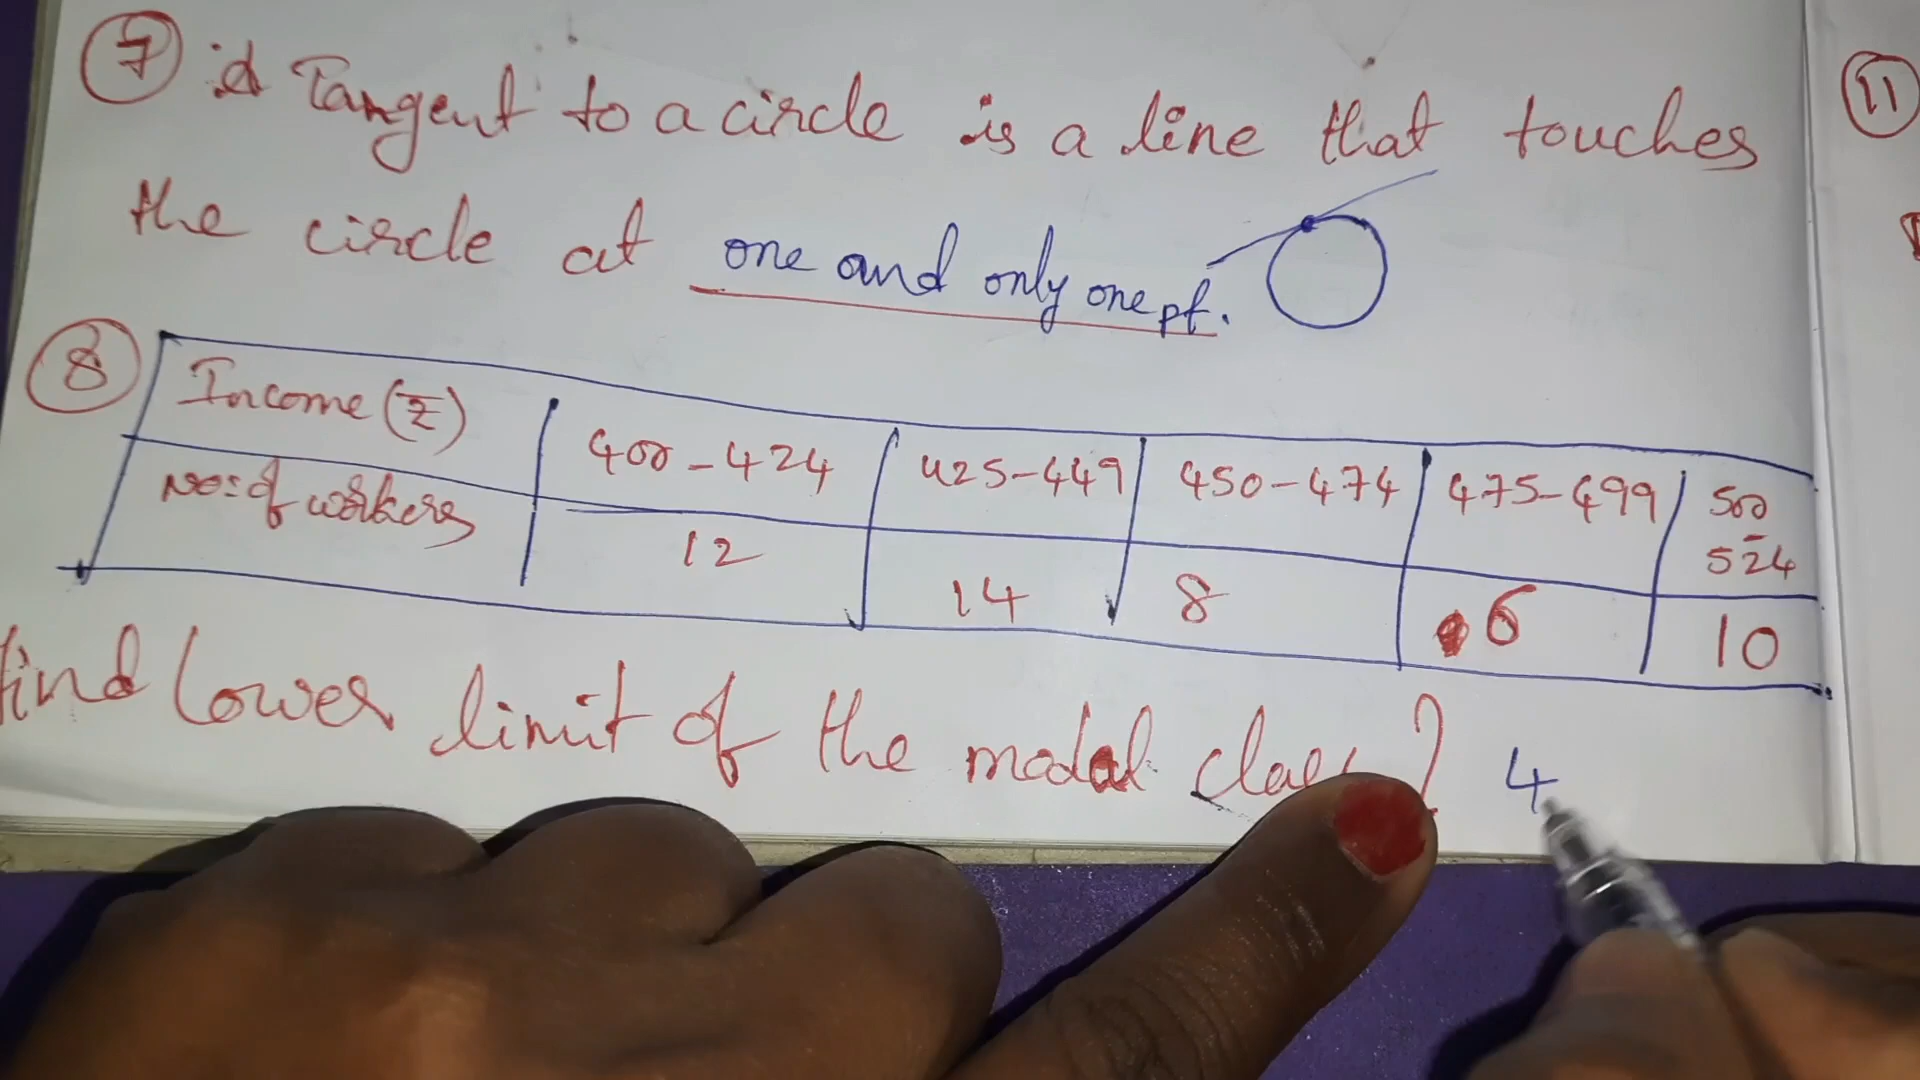 7 A Tangent to a circle is a line that touches
the circle at one and only one pt.
8 Income (₹) 400-424 425-449 450-474 475-499 500-524
No: of workers 12 14 8 6 10
find Lower limit of the modal class? 4
11